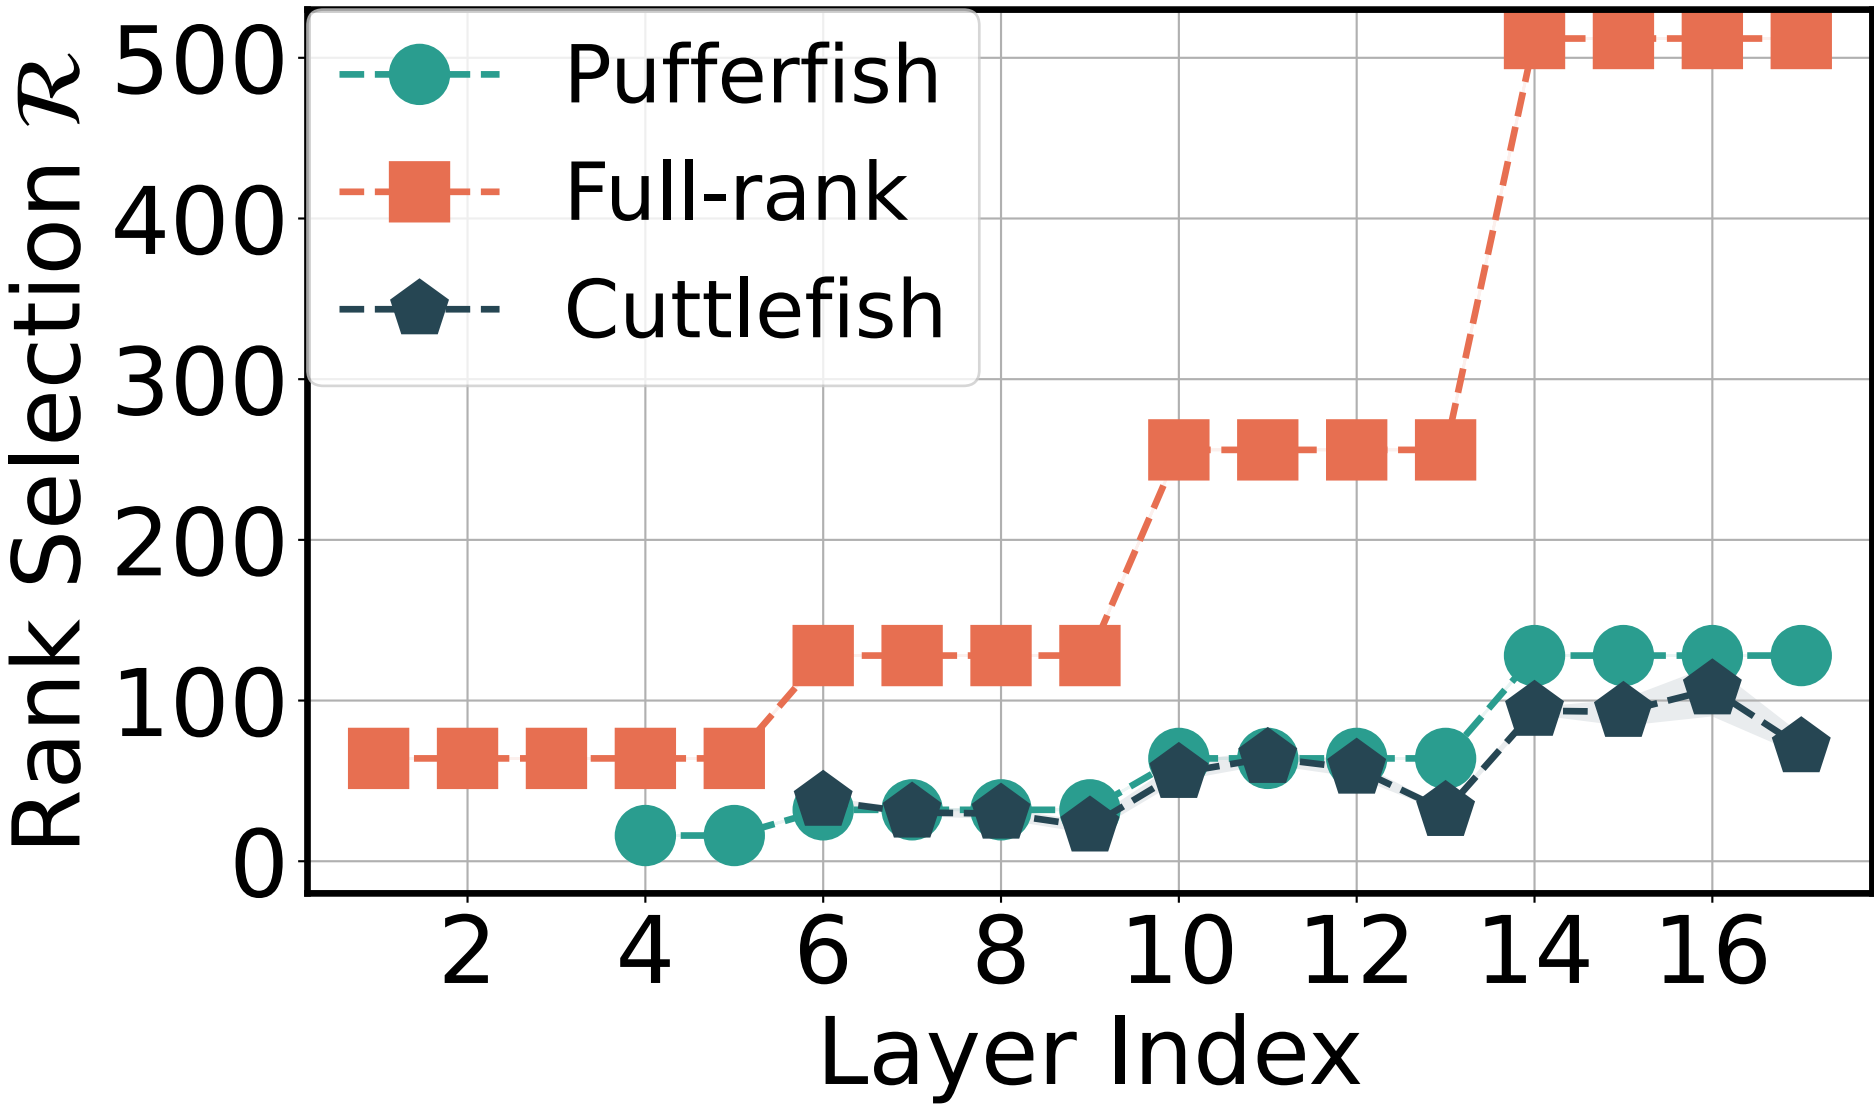 Rank Selection ℛ
500
400
300
200
100
0
Pufferfish
Full-rank
Cuttlefish
2 4 6 8 10 12 14 16
Layer Index